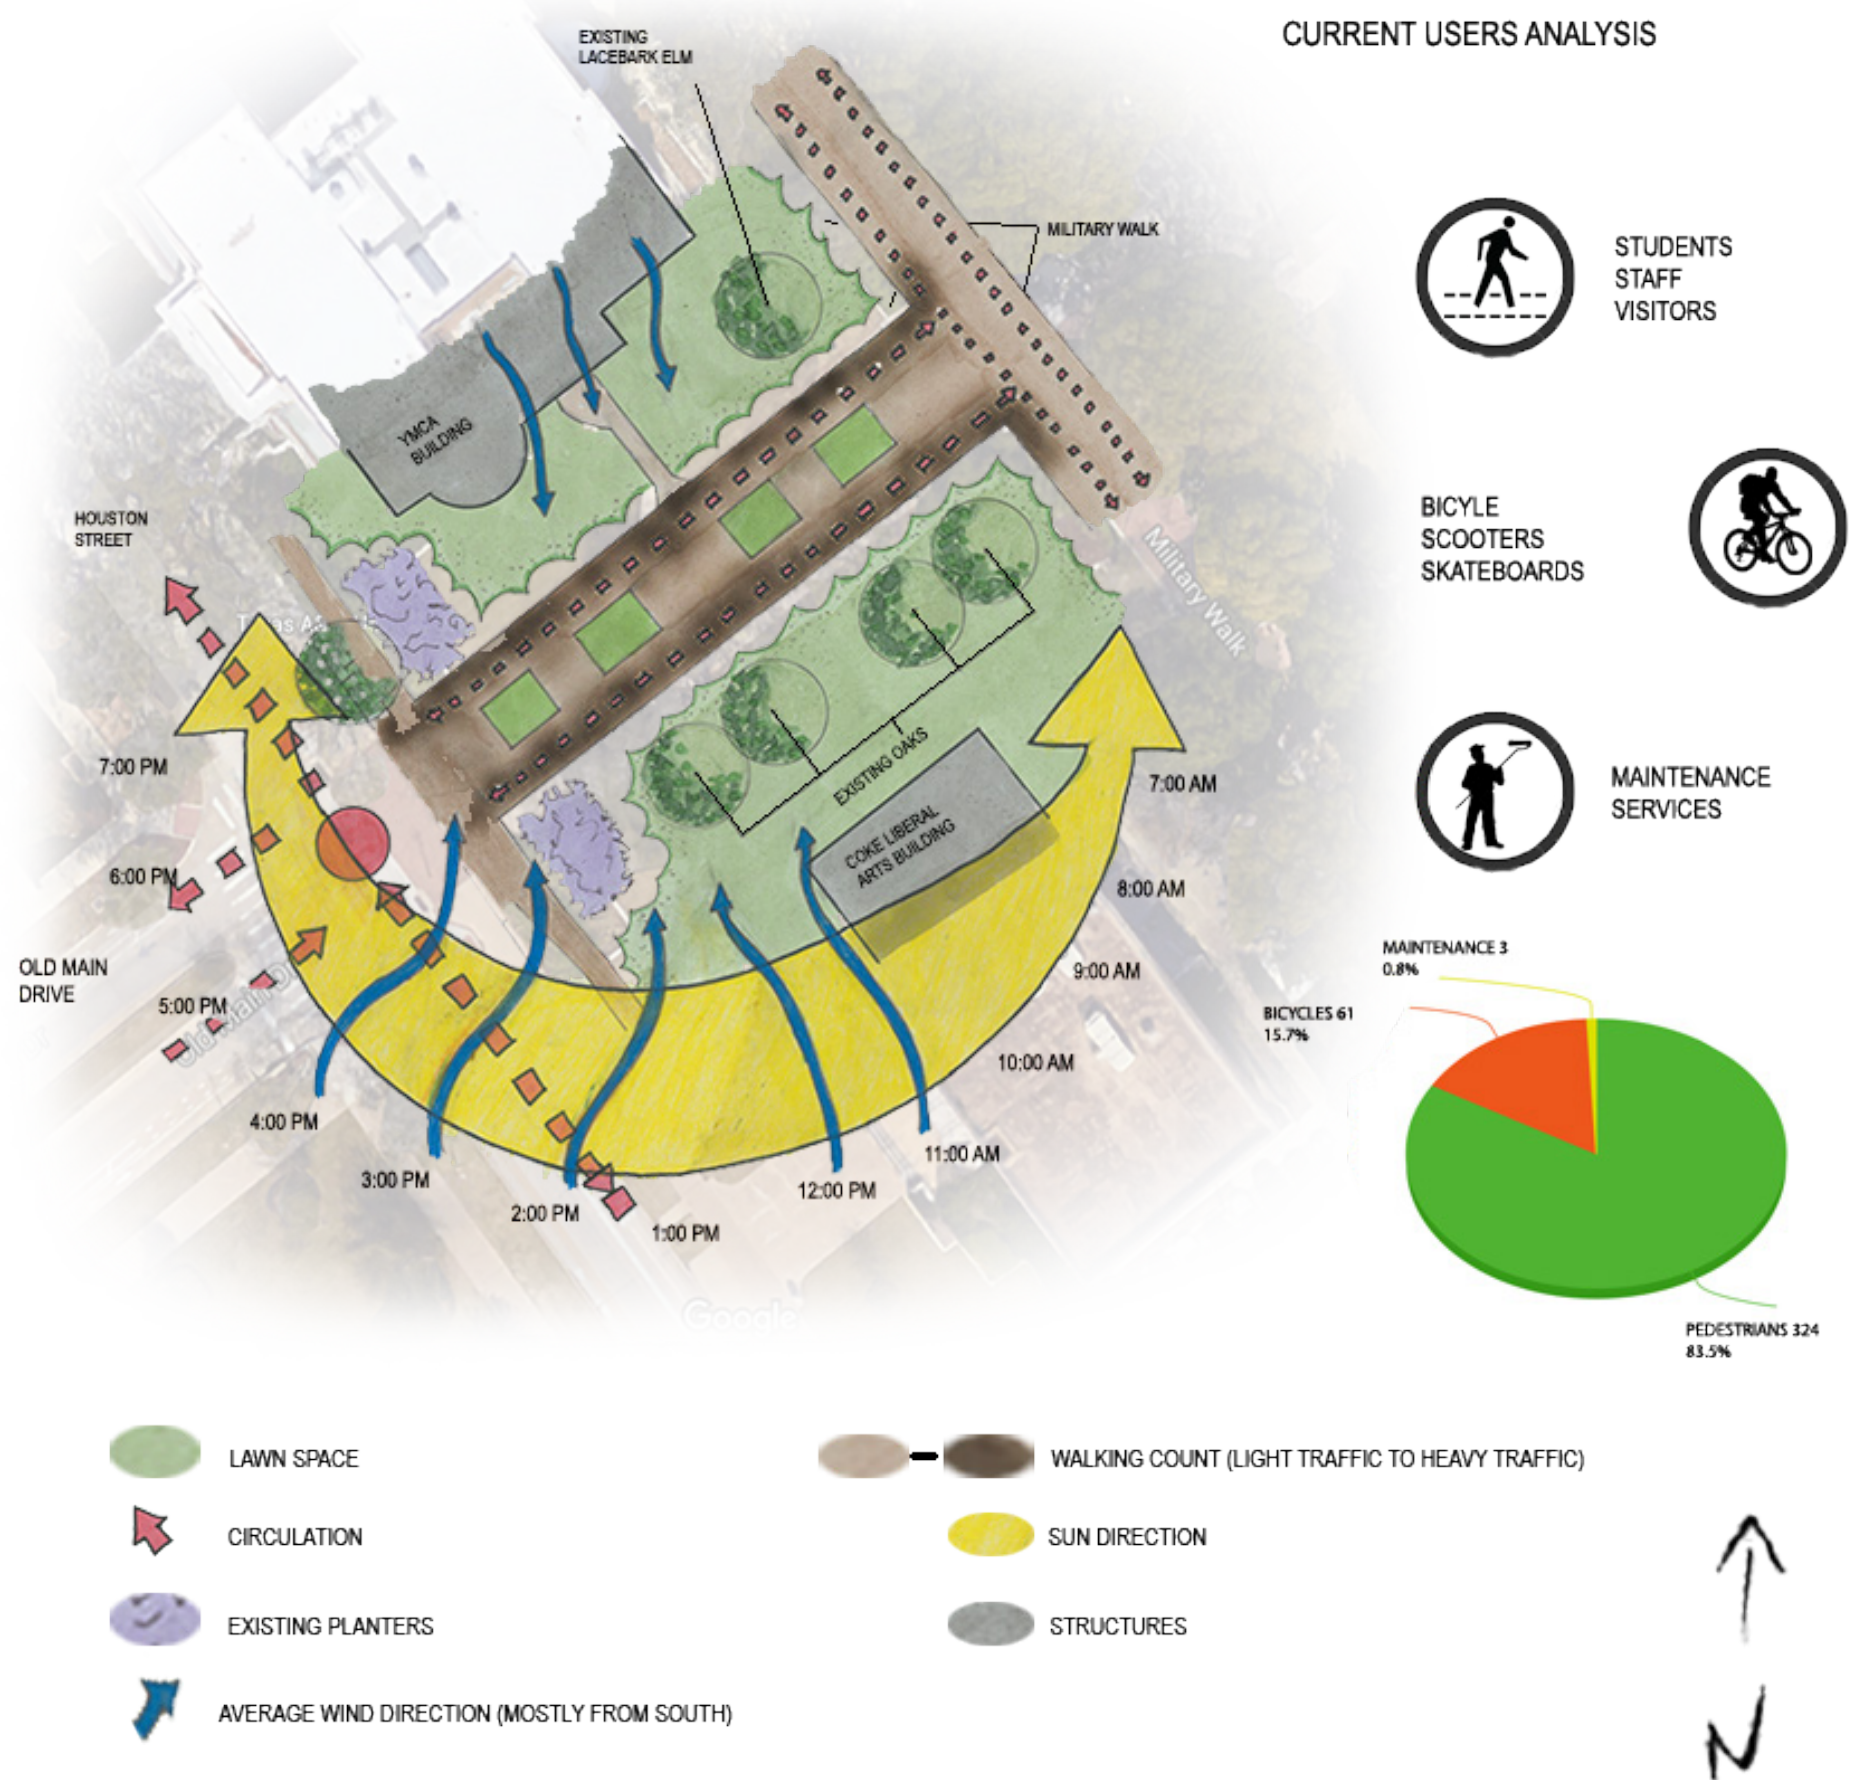 CURRENT USERS ANALYSIS
EXISTING
LACEBARK ELM
MILITARY WALK
STUDENTS
STAFF
VISITORS
YMCA
BUILDING
HOUSTON
STREET
BICYCLE
SCOOTERS
SKATEBOARDS
Military Walk
EXISTING OAKS
COKE LIBERAL
ARTS BUILDING
MAINTENANCE
SERVICES
7:00 PM
6:00 PM
OLD MAIN
DRIVE
5:00 PM
4:00 PM
3:00 PM
2:00 PM
1:00 PM
12:00 PM
11:00 AM
10:00 AM
9:00 AM
8:00 AM
7:00 AM
MAINTENANCE 3
0.8%
BICYCLES 61
15.7%
PEDESTRIANS 324
83.5%
Google
LAWN SPACE
CIRCULATION
EXISTING PLANTERS
AVERAGE WIND DIRECTION (MOSTLY FROM SOUTH)
WALKING COUNT (LIGHT TRAFFIC TO HEAVY TRAFFIC)
SUN DIRECTION
STRUCTURES
N